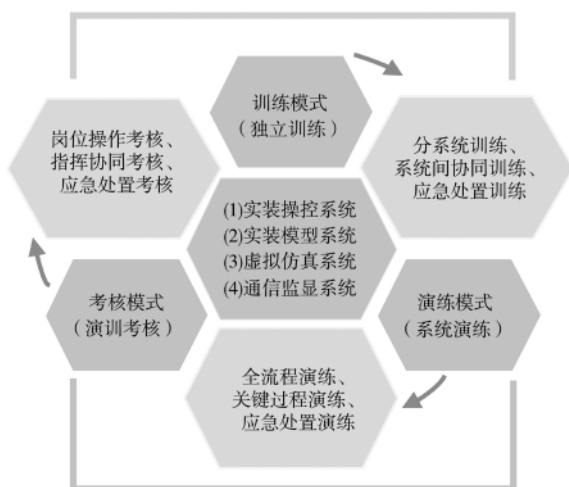 训练模式
（独立训练）
岗位操作考核、
指挥协同考核、
应急处置考核
分系统训练、
系统间协同训练、
应急处置训练
(1)实装操控系统
(2)实装模型系统
(3)虚拟仿真系统
(4)通信监显系统
考核模式
（演训考核）
演练模式
（系统演练）
全流程演练、
关键过程演练、
应急处置演练